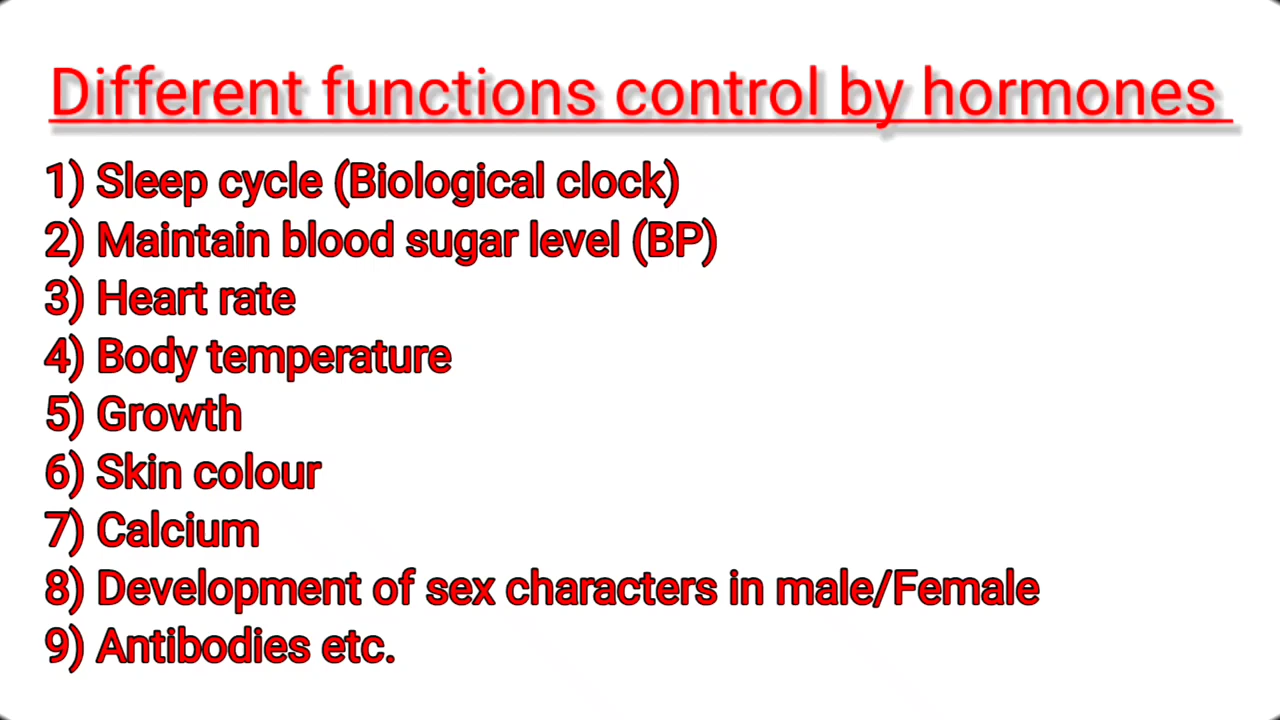 Different functions control by hormones
1) Sleep cycle (Biological clock)
2) Maintain blood sugar level (BP)
3) Heart rate
4) Body temperature
5) Growth
6) Skin colour
7) Calcium
8) Development of sex characters in male/Female
9) Antibodies etc.